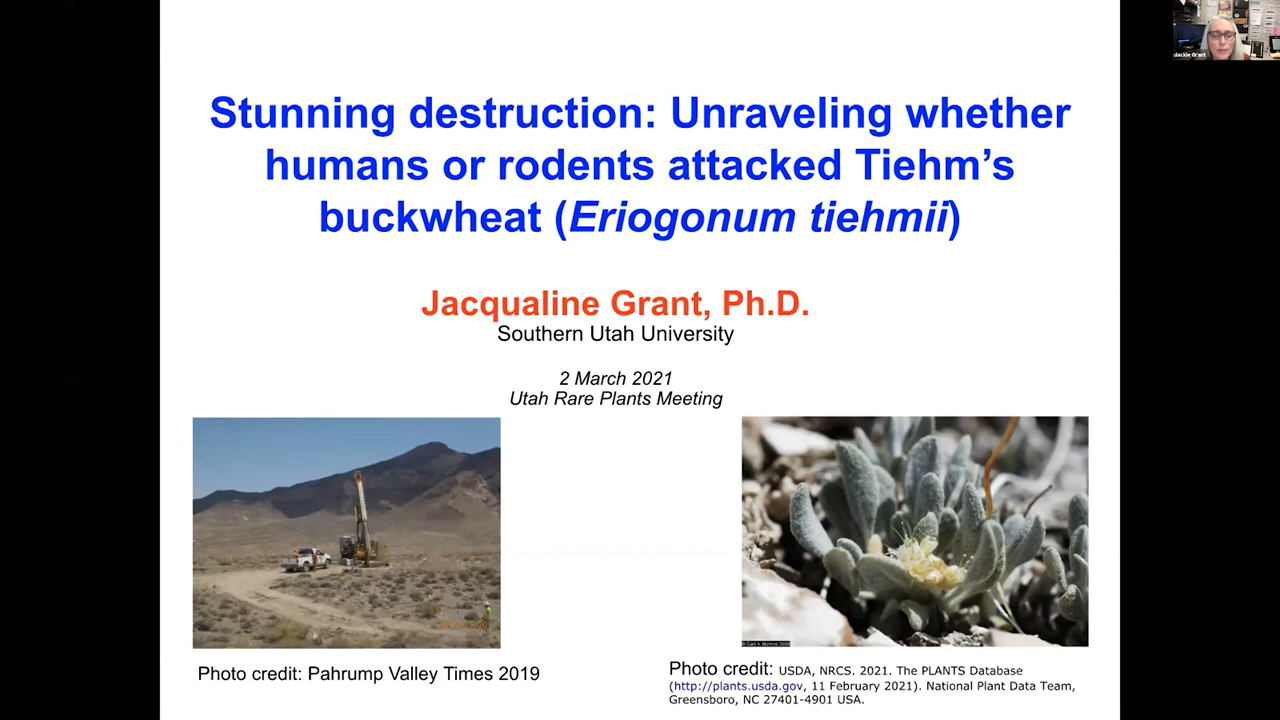 Jackie Grant
Stunning destruction: Unraveling whether
humans or rodents attacked Tiehm’s
buckwheat (Eriogonum tiehmii)
Jacqualine Grant, Ph.D.
Southern Utah University
2 March 2021
Utah Rare Plants Meeting
Photo credit: Pahrump Valley Times 2019
Photo credit: USDA, NRCS. 2021. The PLANTS Database
(http://plants.usda.gov, 11 February 2021). National Plant Data Team,
Greensboro, NC 27401-4901 USA.